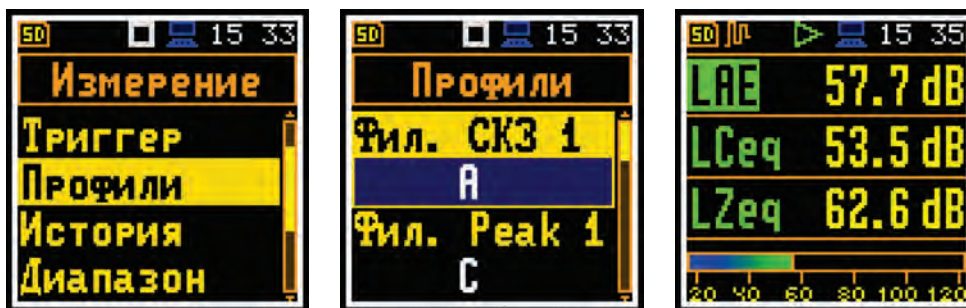 SD 15 33
Измерение
Триггер
Профили
История
Диапазон
SD 15 33
Профили
Фил. СКЗ 1
A
Фил. Peak 1
C
SD 15 35
LAE 57.7 dB
LCeq 53.5 dB
LZeq 62.6 dB
20 40 60 80 100 120